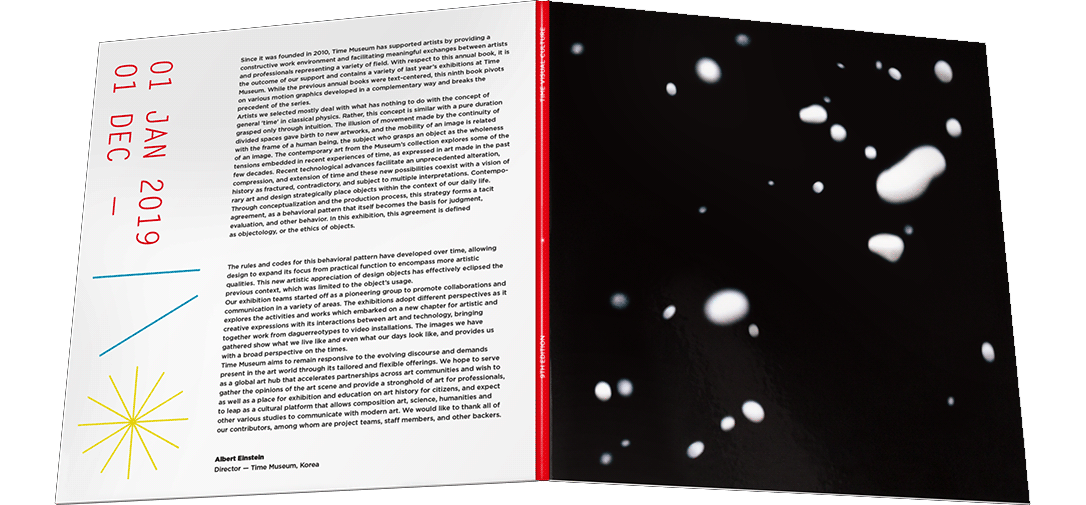 01 JAN 2019
01 DEC —
Since it was founded in 2010, Time Museum has supported artists by providing a
constructive work environment and facilitating meaningful exchanges between artists
and professionals representing a variety of field. With respect to this annual book, it is
the outcome of our support and contains a variety of last year's exhibitions at Time
Museum. While the previous annual books were text-centered, this ninth book pivots
on various motion graphics developed in a complementary way and breaks the
precedent of the series.
Artists we selected mostly deal with what has nothing to do with the concept of
general 'time' in classical physics. Rather, this concept is similar with a pure duration
grasped only through intuition. The illusion of movement made by the continuity of
divided spaces gave birth to new artworks, and the mobility of an image is related
with the frame of a human being, the subject who grasps an object as the wholeness
of an image. The contemporary art from the Museum's collection explores some of the
tensions embedded in recent experiences of time, as expressed in art made in the past
few decades. Recent technological advances facilitate an unprecedented alteration,
compression, and extension of time and these new possibilities coexist with a vision of
history as fractured, contradictory, and subject to multiple interpretations. Contempo-
rary art and design strategically place objects within the context of our daily life.
Through conceptualization and the production process, this strategy forms a tacit
agreement, as a behavioral pattern that itself becomes the basis for judgment,
evaluation, and other behavior. In this exhibition, this agreement is defined
as objectology, or the ethics of objects.
The rules and codes for this behavioral pattern have developed over time, allowing
design to expand its focus from practical function to encompass more artistic
qualities. This new artistic appreciation of design objects has effectively eclipsed the
previous context, which was limited to the object's usage.
Our exhibition teams started off as a pioneering group to promote collaborations and
communication in a variety of areas. The exhibitions adopt different perspectives as it
explores the activities and works which embarked on a new chapter for artistic and
creative expressions with its interactions between art and technology, bringing
together work from daguerreotypes to video installations. The images we have
gathered show what we live like and even what our days look like, and provides us
with a broad perspective on the times.
Time Museum aims to remain responsive to the evolving discourse and demands
present in the art world through its tailored and flexible offerings. We hope to serve
as a global art hub that accelerates partnerships across art communities and wish to
gather the opinions of the art scene and provide a stronghold of art for professionals,
as well as a place for exhibition and education on art history for citizens, and expect
to leap as a cultural platform that allows composition art, science, humanities and
other various studies to communicate with modern art. We would like to thank all of
our contributors, among whom are project teams, staff members, and other backers.
Albert Einstein
Director — Time Museum, Korea
TIME VISUAL CULTURE
9TH EDITION